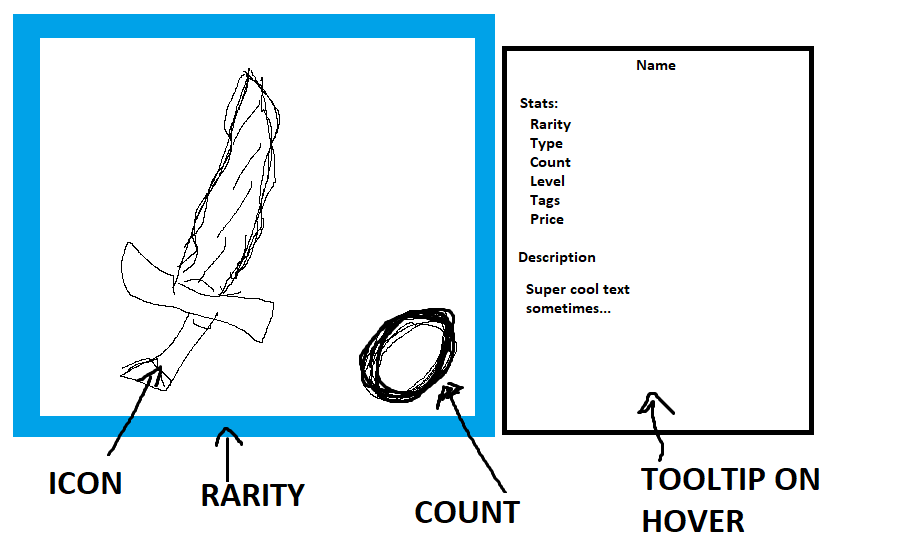 Name
Stats:
Rarity
Type
Count
Level
Tags
Price
Description
Super cool text
sometimes...
ICON
RARITY
COUNT
TOOLTIP ON
HOVER